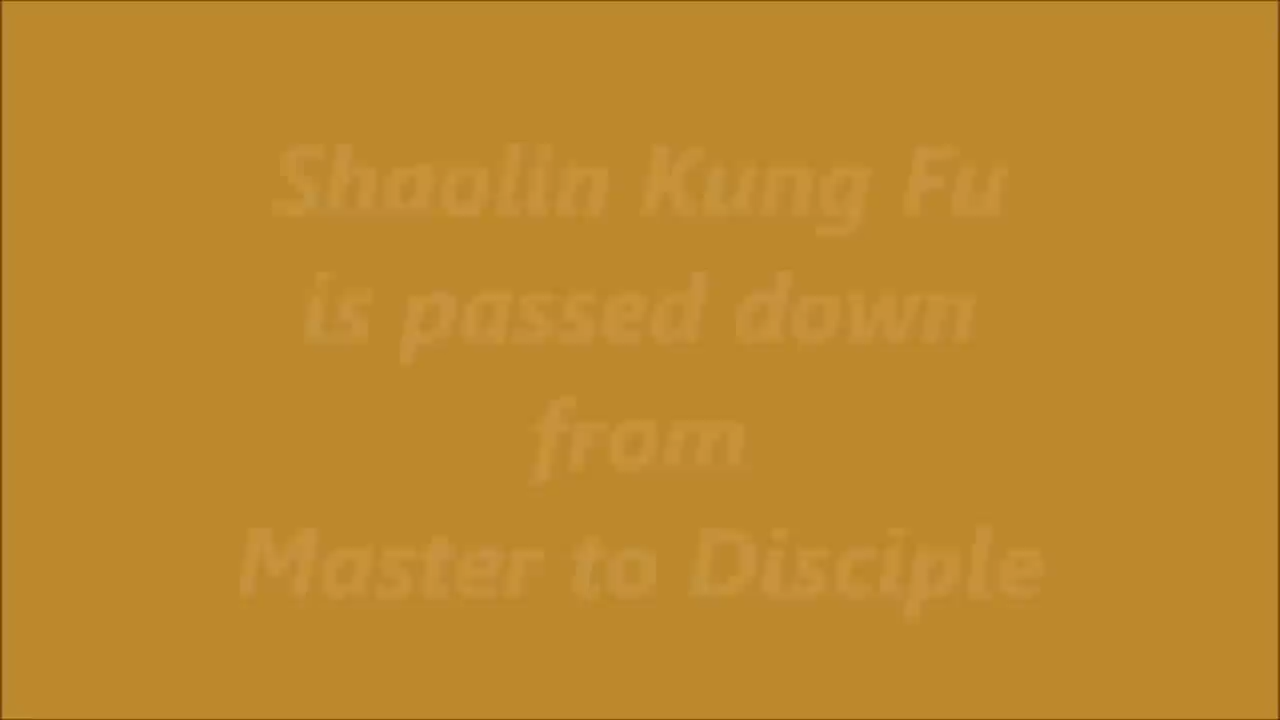 Shaolin Kung Fu
is passed down
from
Master to Disciple